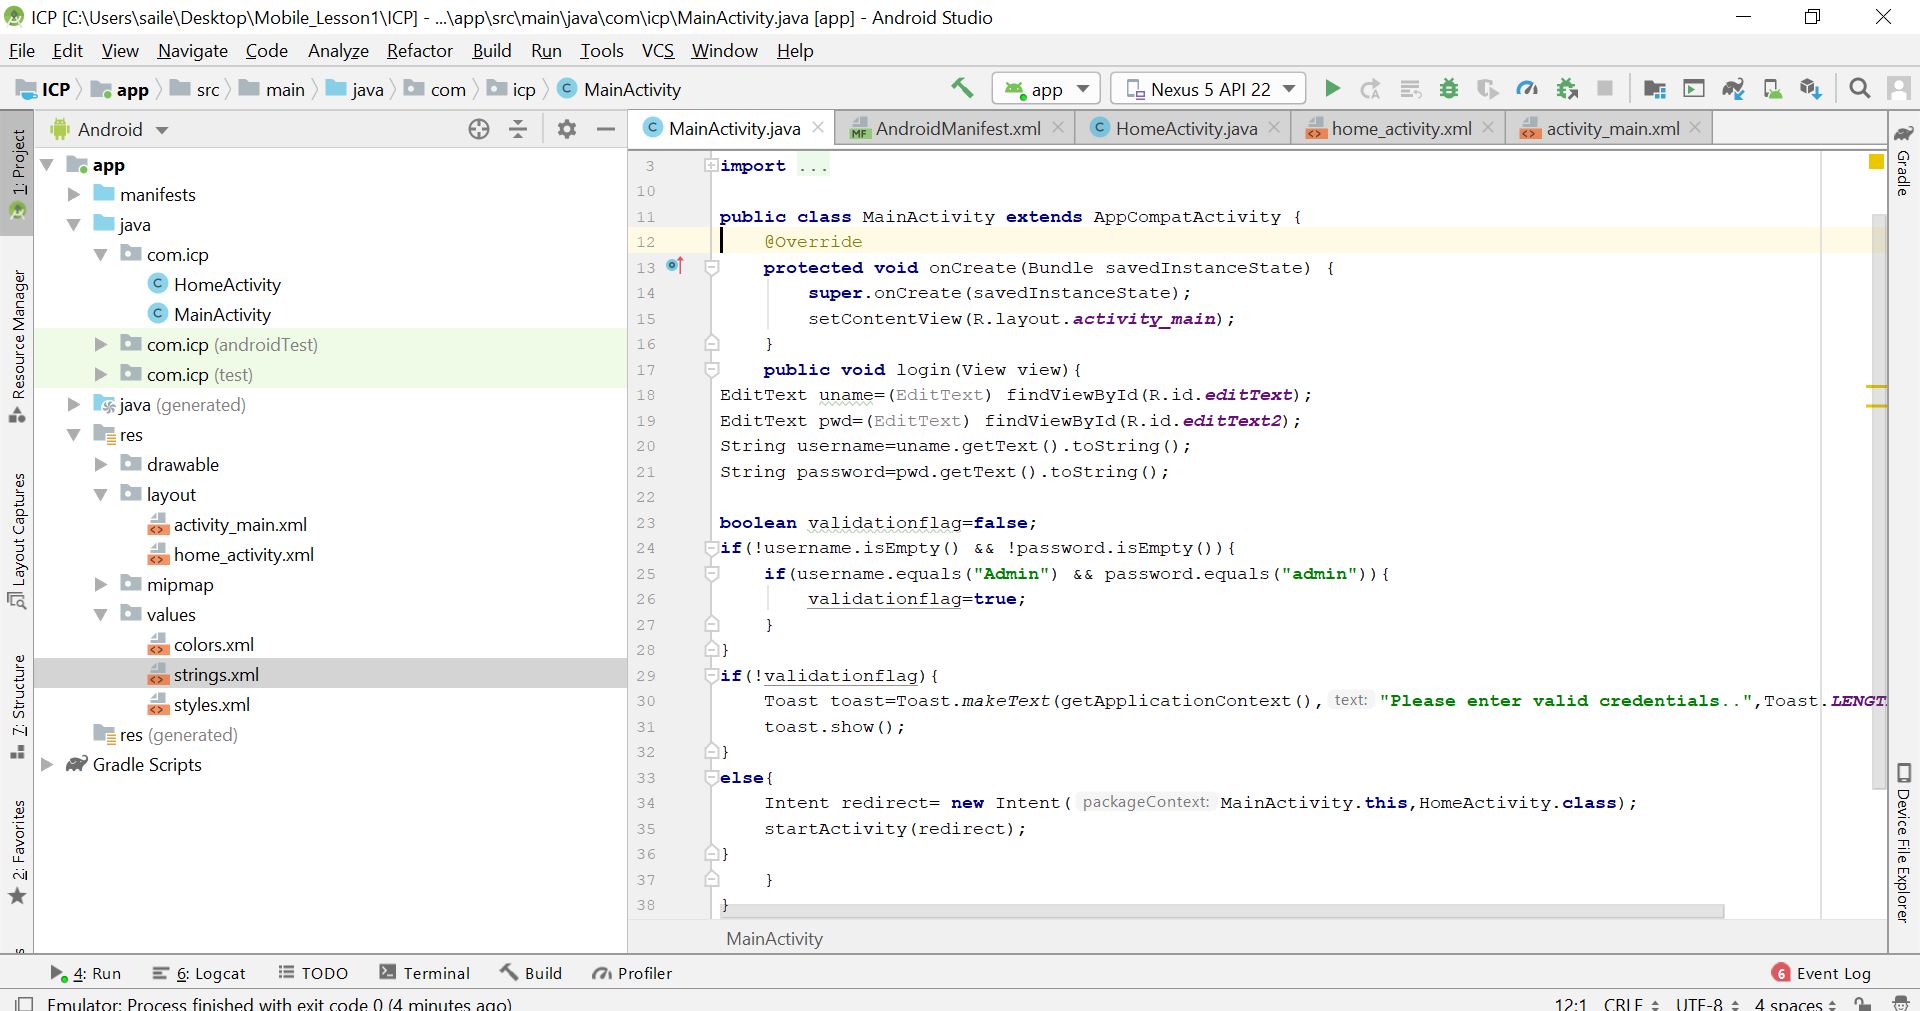 ICP [C:\Users\saile\Desktop\Mobile_Lesson1\ICP] - ...\app\src\main\java\com\icp\MainActivity.java [app] - Android Studio
File Edit View Navigate Code Analyze Refactor Build Run Tools VCS Window Help
ICP app src main java com icp MainActivity app Nexus 5 API 22
1: Project
Resource Manager
Layout Captures
7: Structure
2: Favorites
Android
app
manifests
java
com.icp
HomeActivity
MainActivity
com.icp (androidTest)
com.icp (test)
java (generated)
res
drawable
layout
activity_main.xml
home_activity.xml
mipmap
values
colors.xml
strings.xml
styles.xml
res (generated)
Gradle Scripts
MainActivity.java AndroidManifest.xml HomeActivity.java home_activity.xml activity_main.xml
3 import ...
10
11 public class MainActivity extends AppCompatActivity {
12 @Override
13 protected void onCreate(Bundle savedInstanceState) {
14 super.onCreate(savedInstanceState);
15 setContentView(R.layout.activity_main);
16 }
17 public void login(View view){
18 EditText uname=(EditText) findViewById(R.id.editText);
19 EditText pwd=(EditText) findViewById(R.id.editText2);
20 String username=uname.getText().toString();
21 String password=pwd.getText().toString();
22
23 boolean validationflag=false;
24 if(!username.isEmpty() && !password.isEmpty()){
25 if(username.equals("Admin") && password.equals("admin")){
26 validationflag=true;
27 }
28 }
29 if(!validationflag){
30 Toast toast=Toast.makeText(getApplicationContext(), text: "Please enter valid credentials..",Toast.LENGT
31 toast.show();
32 }
33 else{
34 Intent redirect= new Intent( packageContext: MainActivity.this,HomeActivity.class);
35 startActivity(redirect);
36 }
37 }
38 }
MainActivity
Gradle
Device File Explorer
4: Run 6: Logcat TODO Terminal Build Profiler 6 Event Log
Emulator: Process finished with exit code 0 (4 minutes ago) 12:1 CRLF UTF-8 4 spaces